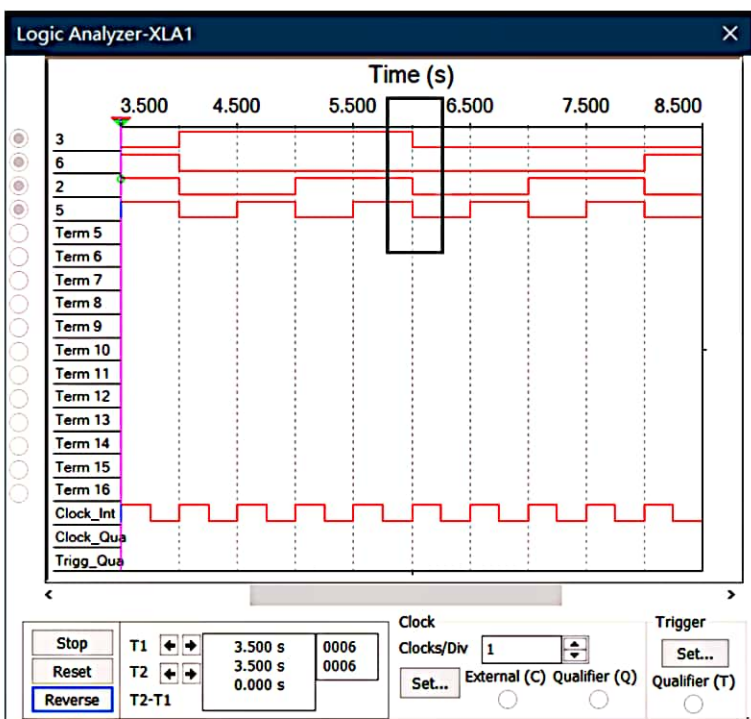 Logic Analyzer-XLA1
Time (s)
3.500 4.500 5.500 6.500 7.500 8.500
3
6
2
5
Term 5
Term 6
Term 7
Term 8
Term 9
Term 10
Term 11
Term 12
Term 13
Term 14
Term 15
Term 16
Clock_Int
Clock_Qua
Trigg_Qua
Stop
Reset
Reverse
T1 3.500 s 0006
T2 3.500 s 0006
T2-T1 0.000 s
Clock
Clocks/Div 1
Set... External (C) Qualifier (Q)
Trigger
Set...
Qualifier (T)